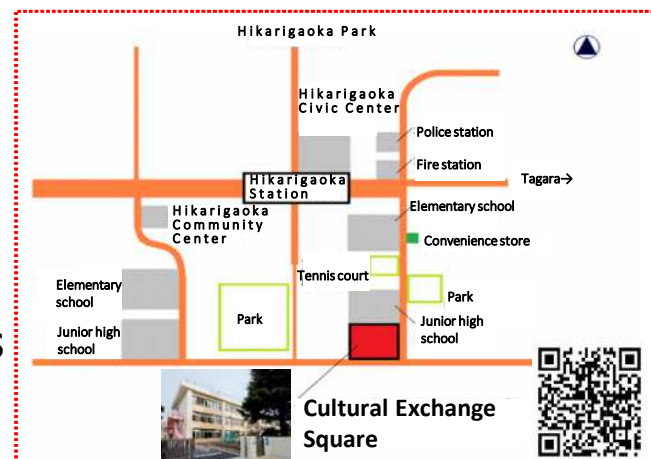 Hikarigaoka Park
Hikarigaoka
Civic Center
Police station
Fire station
Hikarigaoka
Station
Tagara→
Elementary school
Hikarigaoka
Community
Center
Convenience store
Tennis court
Elementary
school
Park
Park
Junior high
school
Junior high
school
S
Cultural Exchange
Square